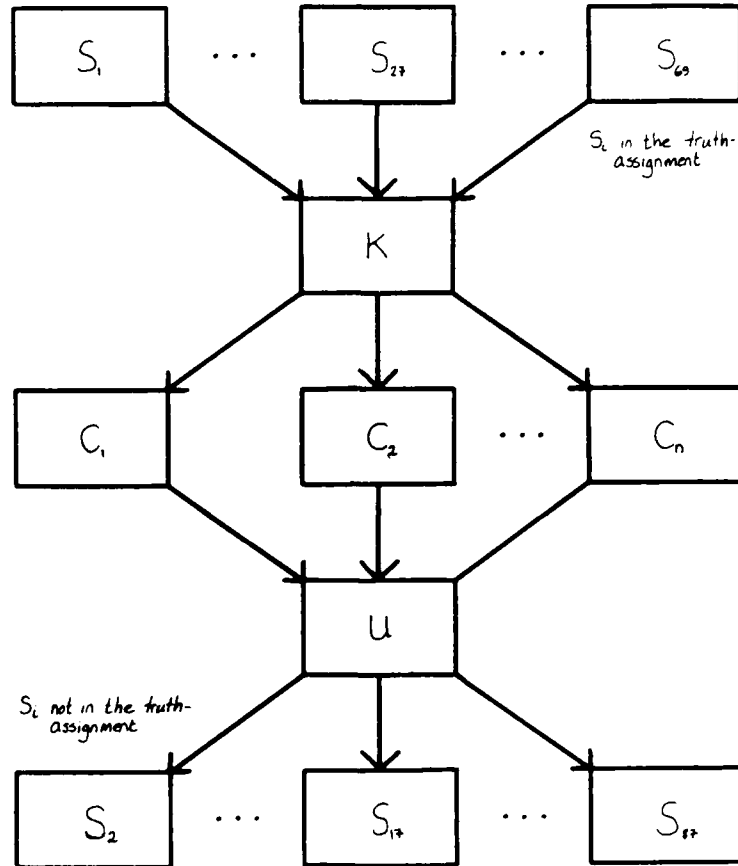 S₁ ... S₂₇ ... S₆₉
Sᵢ in the truth-
assignment
K
C₁ C₂ ... Cₙ
U
Sᵢ not in the truth-
assignment
S₂ ... S₁₇ ... S₈₇